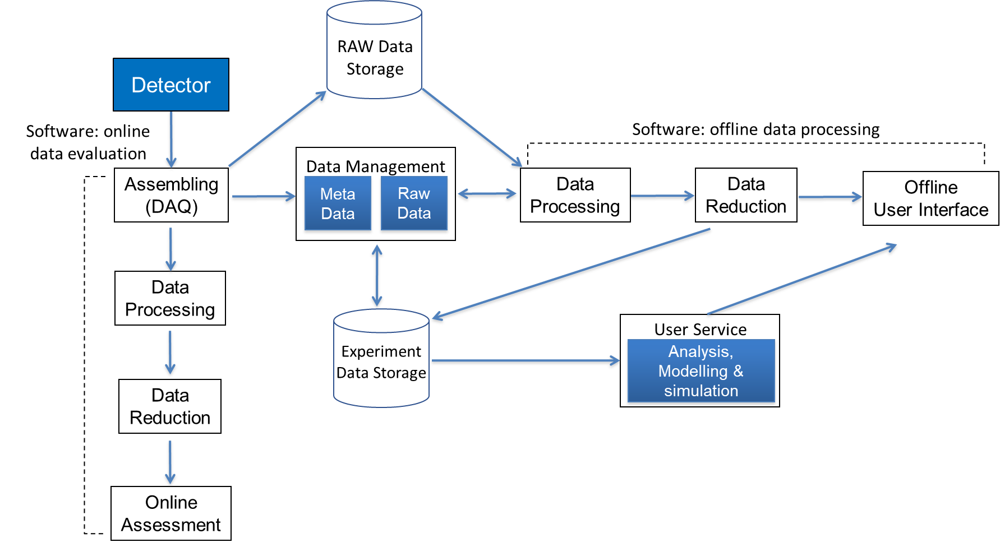 RAW Data
Storage
Detector
Software: online
data evaluation
Software: offline data processing
Assembling
(DAQ)
Data Management
Meta
Data
Raw
Data
Data
Processing
Data
Reduction
Offline
User Interface
Data
Processing
Experiment
Data Storage
User Service
Analysis,
Modelling &
simulation
Data
Reduction
Online
Assessment